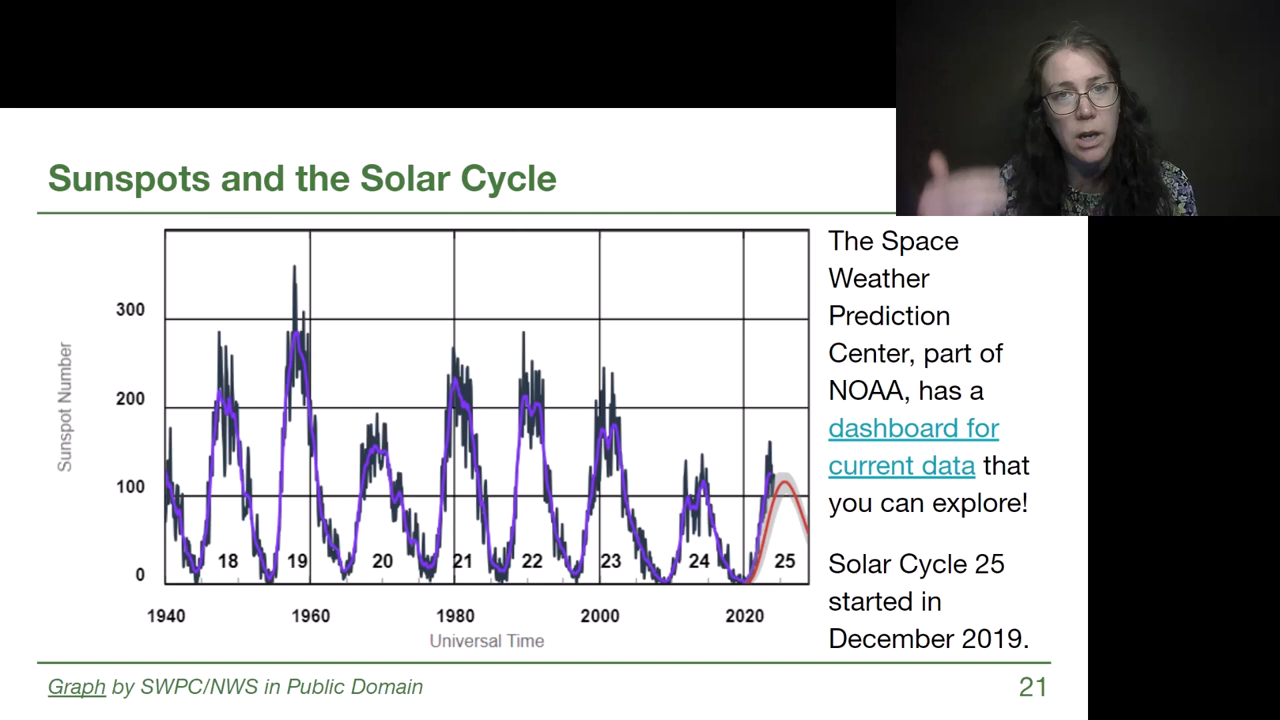 Sunspots and the Solar Cycle
300
200
100
0
Sunspot Number
18
19
20
21
22
23
24
25
1940
1960
1980
2000
2020
Universal Time
The Space
Weather
Prediction
Center, part of
NOAA, has a
dashboard for
current data that
you can explore!
Solar Cycle 25
started in
December 2019.
Graph by SWPC/NWS in Public Domain
21